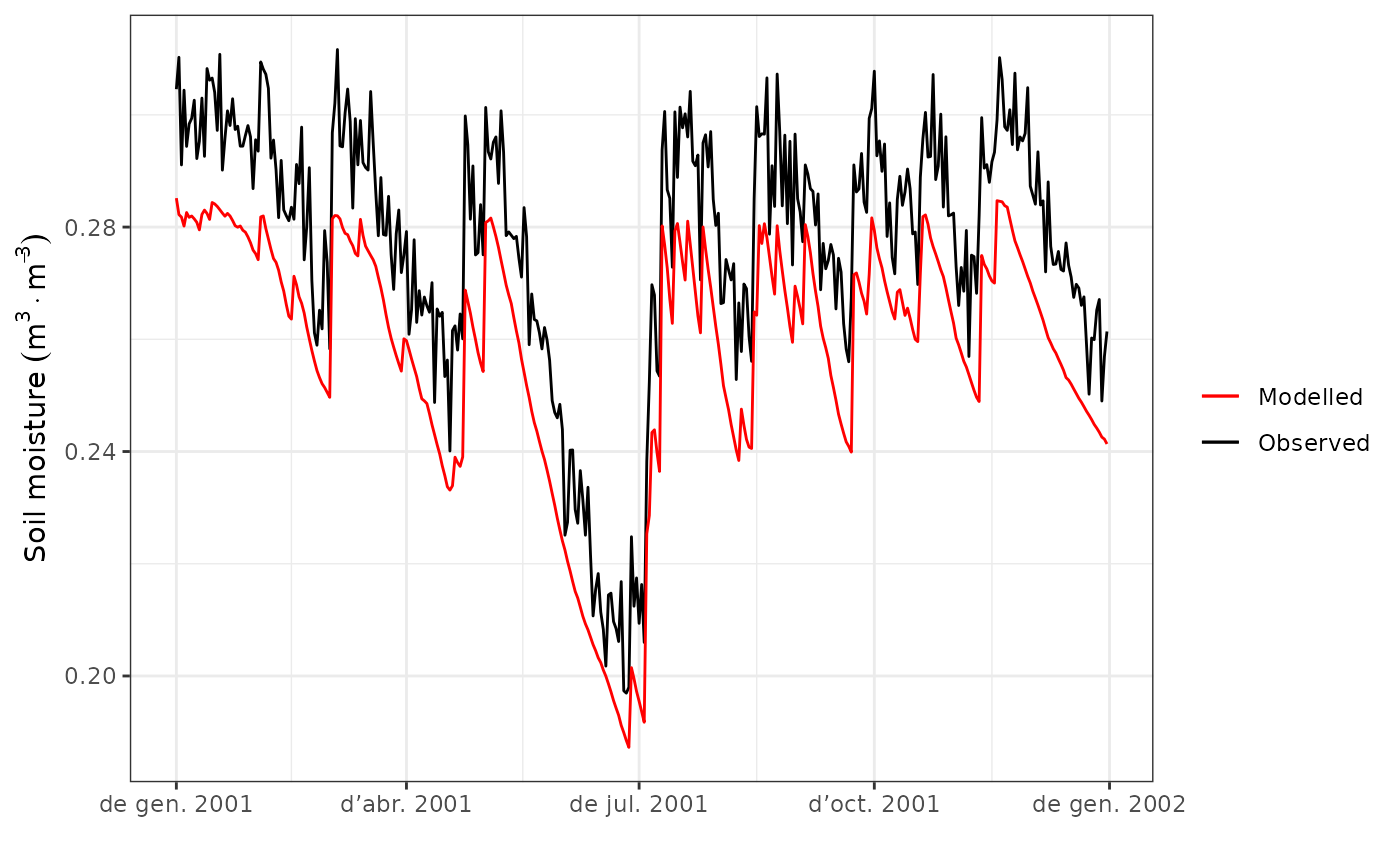 Soil moisture (m³ · m⁻³)
0.28
0.24
0.20
de gen. 2001
d’abr. 2001
de jul. 2001
d’oct. 2001
de gen. 2002
Modelled
Observed